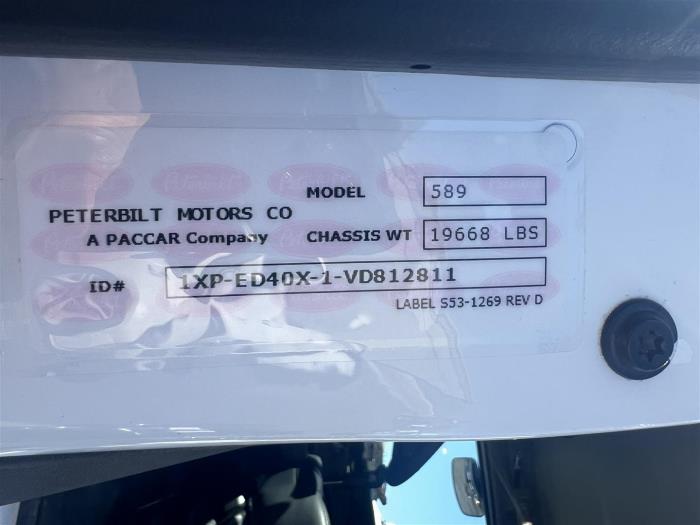 MODEL 589
PETERBILT MOTORS CO
A PACCAR Company CHASSIS WT 19668 LBS
ID# 1XP-ED40X-1-VD812811
LABEL S53-1269 REV D